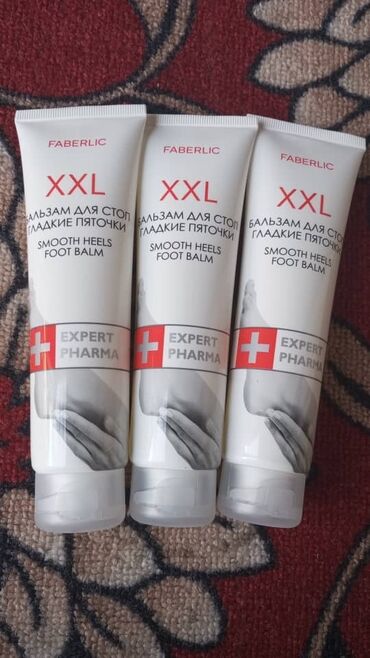 FABERLIC
XXL
БАЛЬЗАМ ДЛЯ СТОП
ГЛАДКИЕ ПЯТОЧКИ
SMOOTH HEELS
FOOT BALM
EXPERT
PHARMA
FABERLIC
XXL
БАЛЬЗАМ ДЛЯ СТОП
ГЛАДКИЕ ПЯТОЧКИ
SMOOTH HEELS
FOOT BALM
EXPERT
PHARMA
FABERLIC
XXL
БАЛЬЗАМ ДЛЯ СТОП
ГЛАДКИЕ ПЯТОЧКИ
SMOOTH HEELS
FOOT BALM
EXPERT
PHARMA